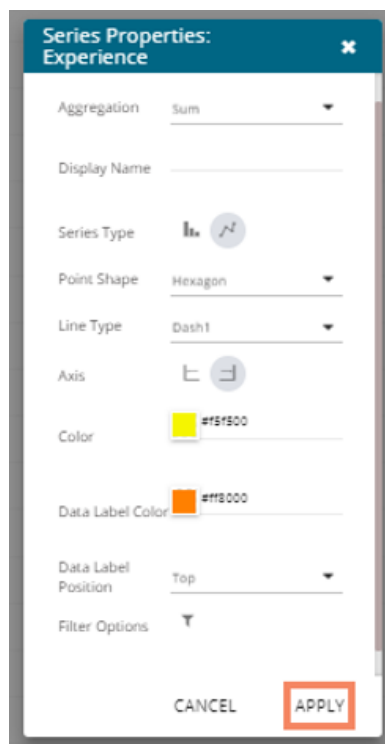 Series Properties:
Experience
Aggregation Sum
Display Name
Series Type
Point Shape Hexagon
Line Type Dash1
Axis
Color #f5f500
Data Label Color #ff8000
Data Label
Position Top
Filter Options
CANCEL APPLY